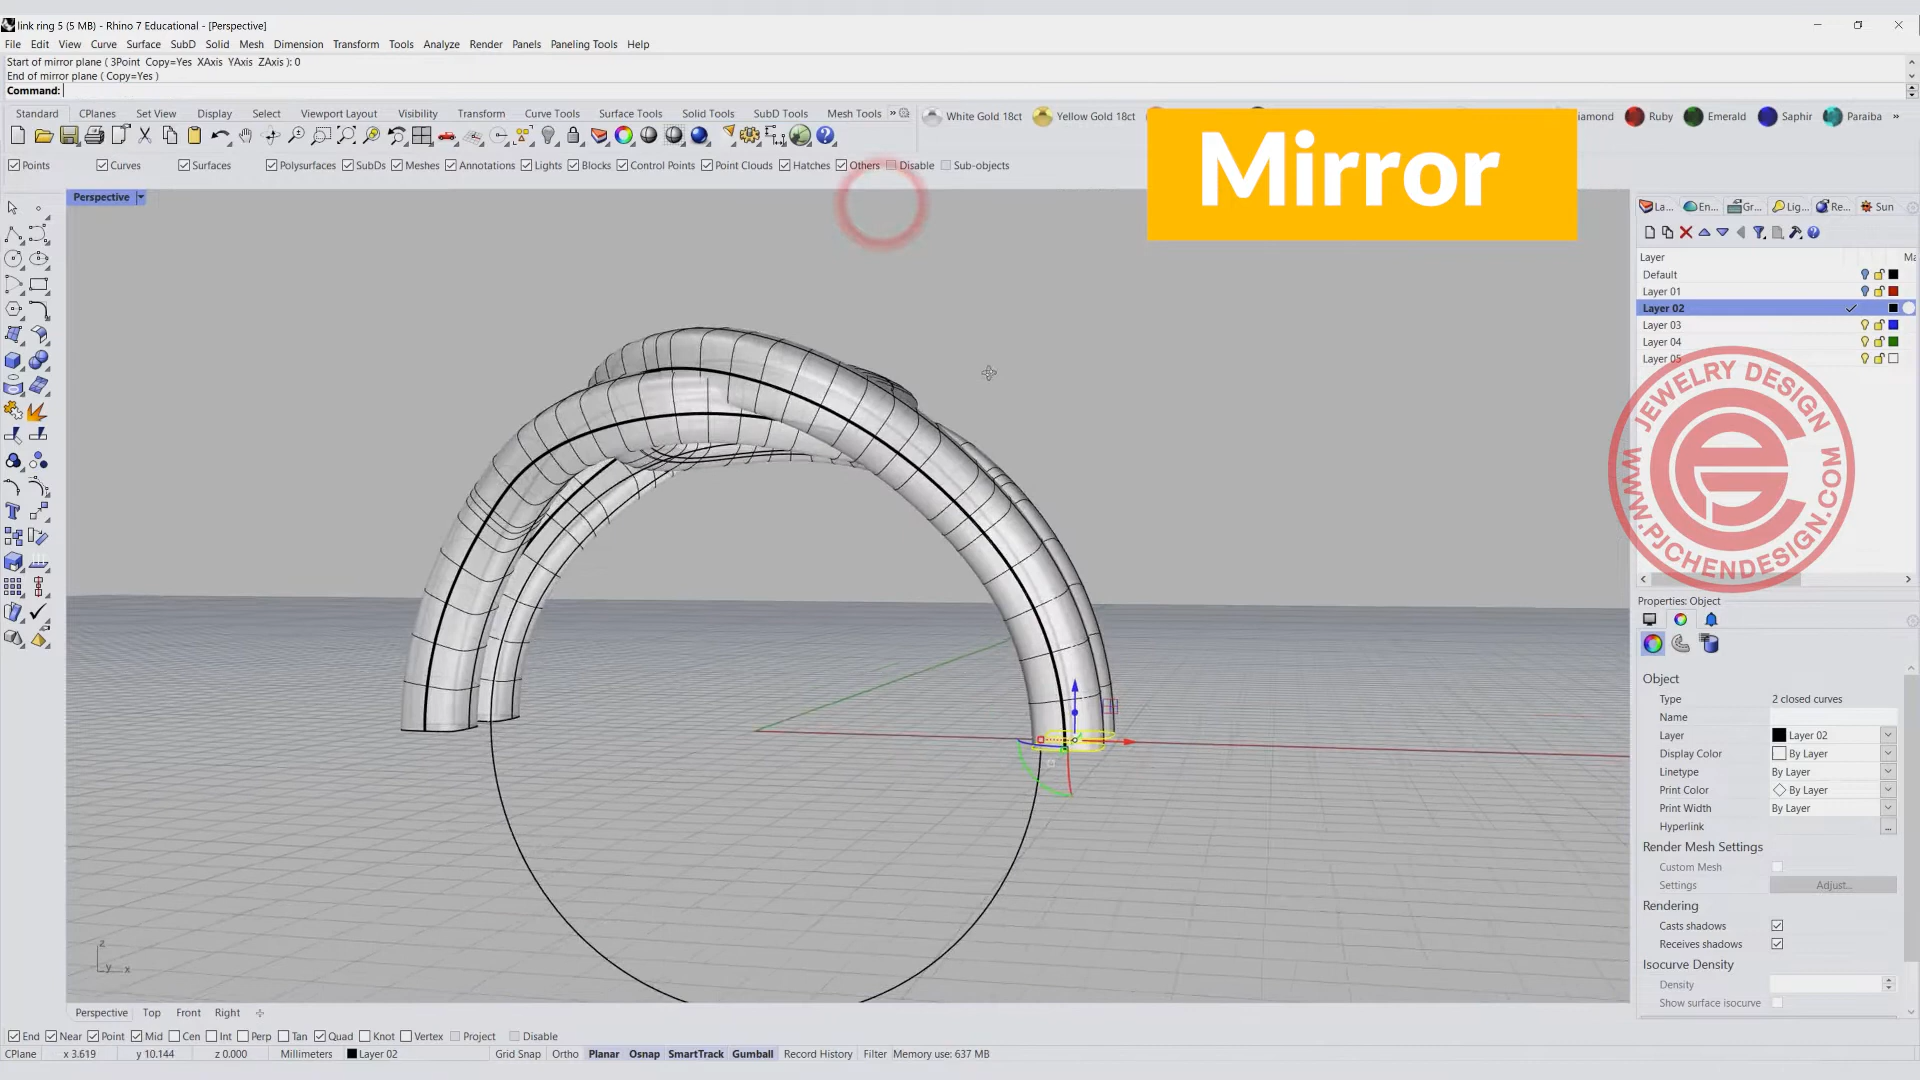 link ring 5 (5 MB) - Rhino 7 Educational - [Perspective]
File Edit View Curve Surface SubD Solid Mesh Dimension Transform Tools Analyze Render Panels Paneling Tools Help
Start of mirror plane ( 3Point Copy=Yes XAxis YAxis ZAxis ): 0
End of mirror plane ( Copy=Yes )
Command:
Standard CPlanes Set View Display Select Viewport Layout Visibility Transform Curve Tools Surface Tools Solid Tools SubD Tools Mesh Tools »
White Gold 18ct Yellow Gold 18ct Ruby Emerald Saphir Paraiba »
Mirror
Points Curves Surfaces Polysurfaces SubDs Meshes Annotations Lights Blocks Control Points Point Clouds Hatches Others Disable Sub-objects
Perspective
La... En... Gr... Lig... Re... Sun
Layer Ma
Default
Layer 01
Layer 02
Layer 03
Layer 04
Layer 05
JEWELRY DESIGN
WWW.PJCHENDESIGN.COM
Properties: Object
Object
Type 2 closed curves
Name
Layer Layer 02
Display Color By Layer
Linetype By Layer
Print Color By Layer
Print Width By Layer
Hyperlink ...
Render Mesh Settings
Custom Mesh
Settings Adjust...
Rendering
Casts shadows
Receives shadows
Isocurve Density
Density
Show surface isocurve
z
y x
Perspective Top Front Right
End Near Point Mid Cen Int Perp Tan Quad Knot Vertex Project Disable
CPlane x 3.619 y 10.144 z 0.000 Millimeters Layer 02 Grid Snap Ortho Planar Osnap SmartTrack Gumball Record History Filter Memory use: 637 MB